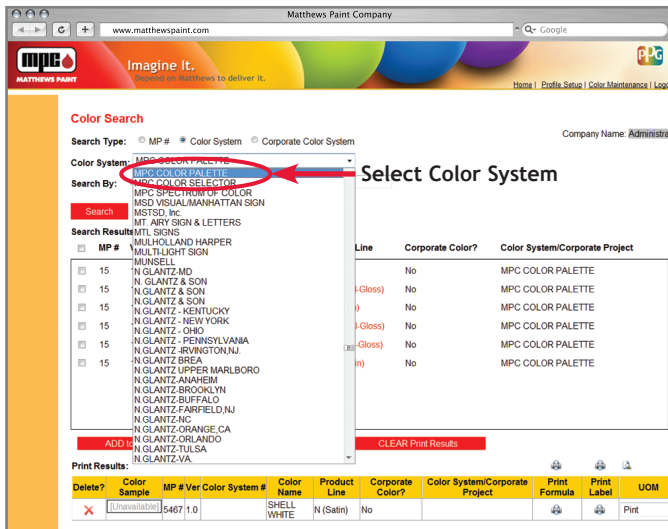 Matthews Paint Company
www.matthewspaint.com
Google
mpc
MATTHEWS PAINT
Imagine It.
Depend on Matthews to deliver it.
PPG
Home | Profile Setup | Color Maintenance | Logo
Color Search
Search Type: MP # Color System Corporate Color System
Company Name: Administra
Color System: MPC COLOR PALETTE
MPC COLOR PALETTE
Select Color System
Search By:
MPC COLOR SELECTOR
MPC SPECTRUM OF COLOR
MSD VISUAL/MANHATTAN SIGN
Search
MSTSD, Inc.
MT. AIRY SIGN & LETTERS
Search Results
MTL SIGNS
MULHOLLAND HARPER
MP # V Line Corporate Color? Color System/Corporate Project
MULTI-LIGHT SIGN
MUNSELL
N GLANTZ-MD
15 No MPC COLOR PALETTE
N. GLANTZ & SON
N.GLANTZ & SON
15 l-Gloss) No MPC COLOR PALETTE
N.GLANTZ & SON
N.GLANTZ - KENTUCKY
15 ) No MPC COLOR PALETTE
N.GLANTZ - NEW YORK
N.GLANTZ - OHIO
15 l-Gloss) No MPC COLOR PALETTE
N.GLANTZ - PENNSYLVANIA
N.GLANTZ -IRVINGTON,NJ.
15 -Gloss) No MPC COLOR PALETTE
N.GLANTZ BREA
15 n) No MPC COLOR PALETTE
N.GLANTZ UPPER MARLBORO
N.GLANTZ-ANAHEIM
N.GLANTZ-BROOKLYN
N.GLANTZ-BUFFALO
N.GLANTZ-FAIRFIELD,NJ
N.GLANTZ-NC
N.GLANTZ-ORANGE,CA
N.GLANTZ-ORLANDO
ADD to CLEAR Print Results
N.GLANTZ-TULSA
N.GLANTZ-VA.
Print Results:
Delete? Color Sample MP # Ver Color System # Color Name Product Line Corporate Color? Color System/Corporate Project Print Formula Print Label UOM
[Unavailable] 5467 1.0 SHELL WHITE N (Satin) No Pint